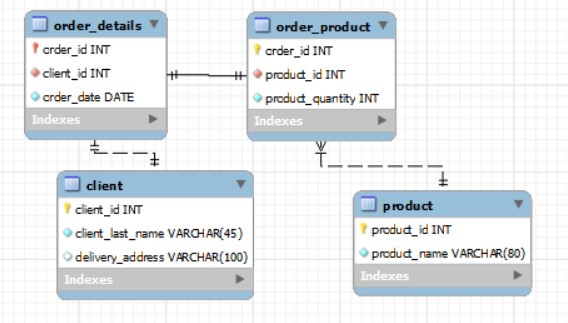 order_details
order_id INT
client_id INT
order_date DATE
Indexes
order_product
order_id INT
product_id INT
product_quantity INT
Indexes
client
client_id INT
client_last_name VARCHAR(45)
delivery_address VARCHAR(100)
Indexes
product
product_id INT
product_name VARCHAR(80)
Indexes